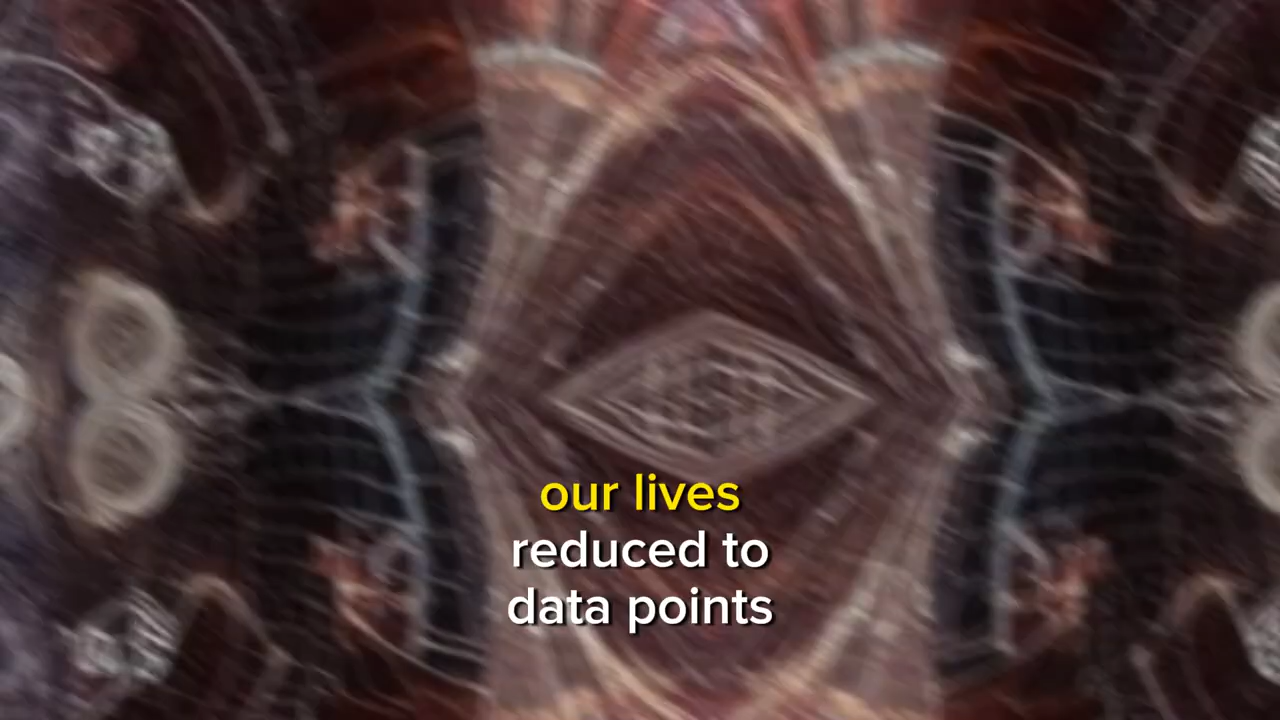 our lives
reduced to
data points